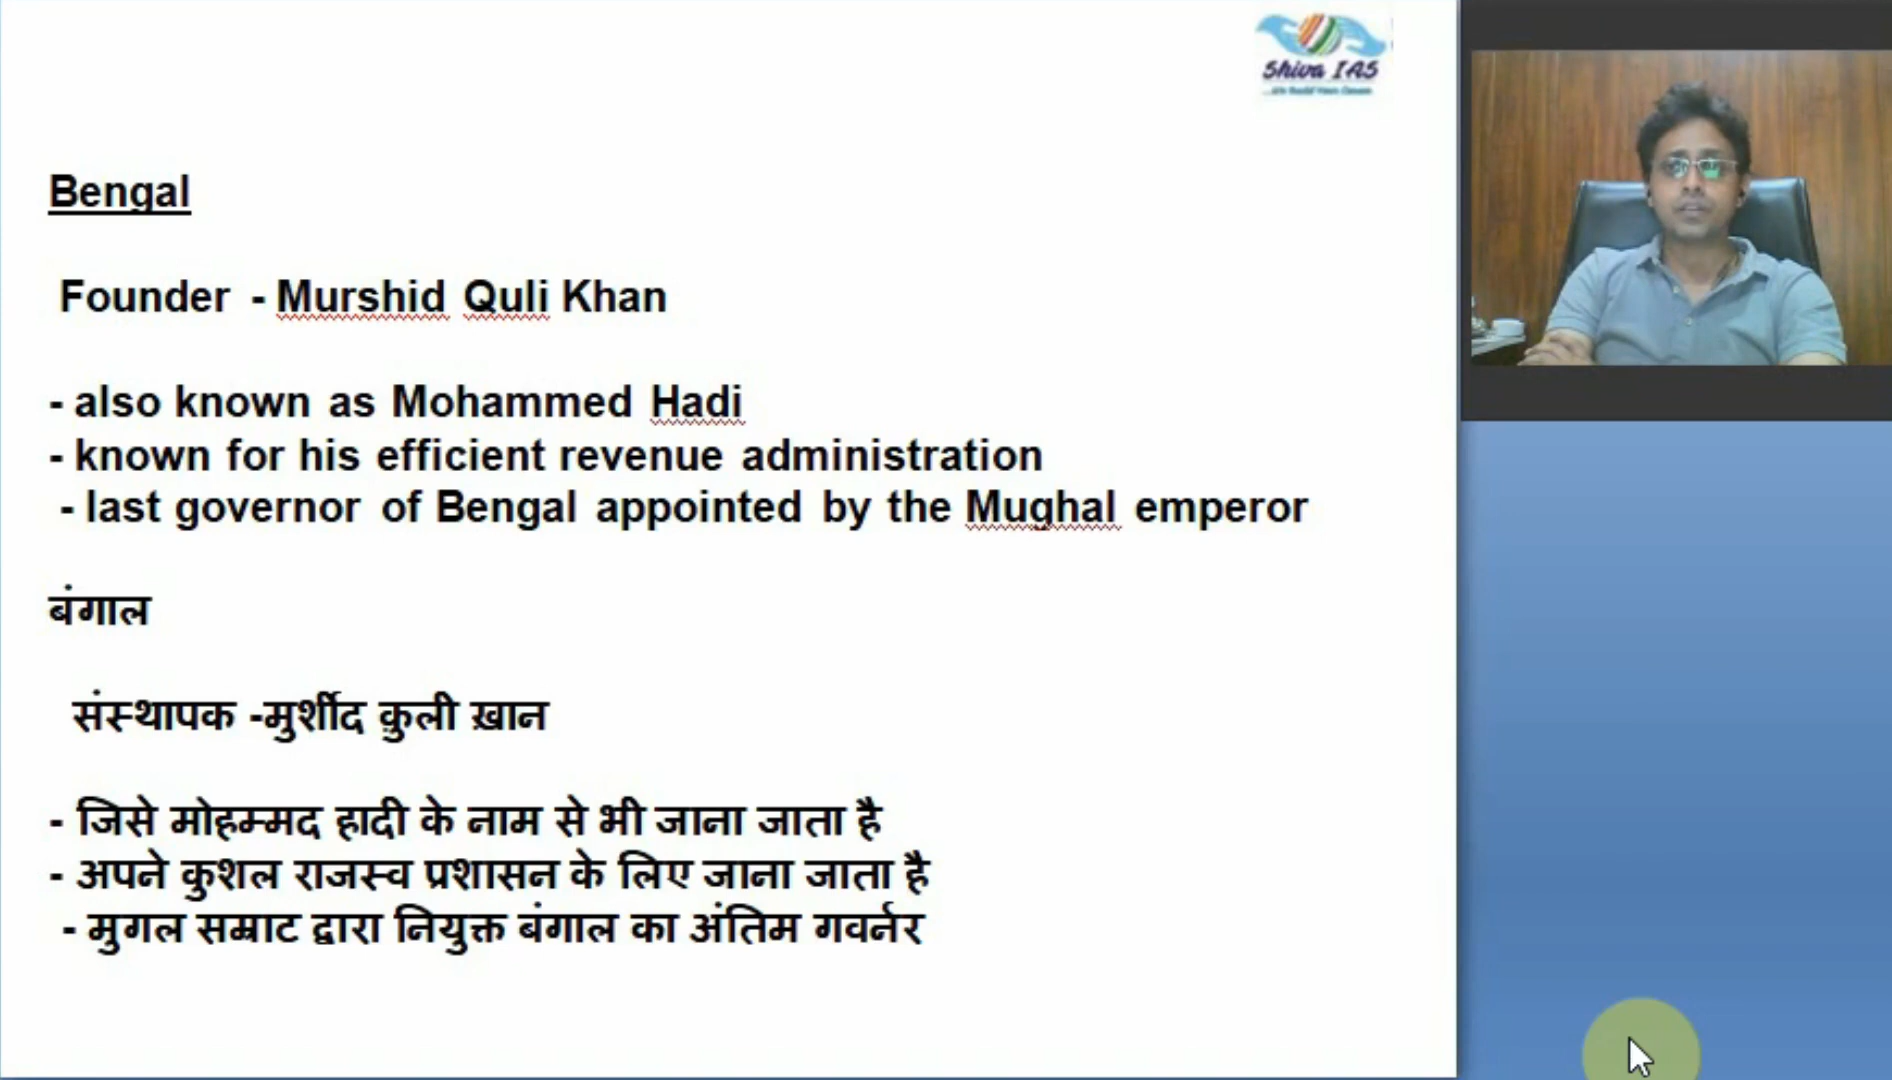 Shiva IAS
Bengal
Founder - Murshid Quli Khan
- also known as Mohammed Hadi
- known for his efficient revenue administration
- last governor of Bengal appointed by the Mughal emperor
बंगाल
संस्थापक -मुर्शीद क़ुली ख़ान
- जिसे मोहम्मद हादी के नाम से भी जाना जाता है
- अपने कुशल राजस्व प्रशासन के लिए जाना जाता है
- मुगल सम्राट द्वारा नियुक्त बंगाल का अंतिम गवर्नर